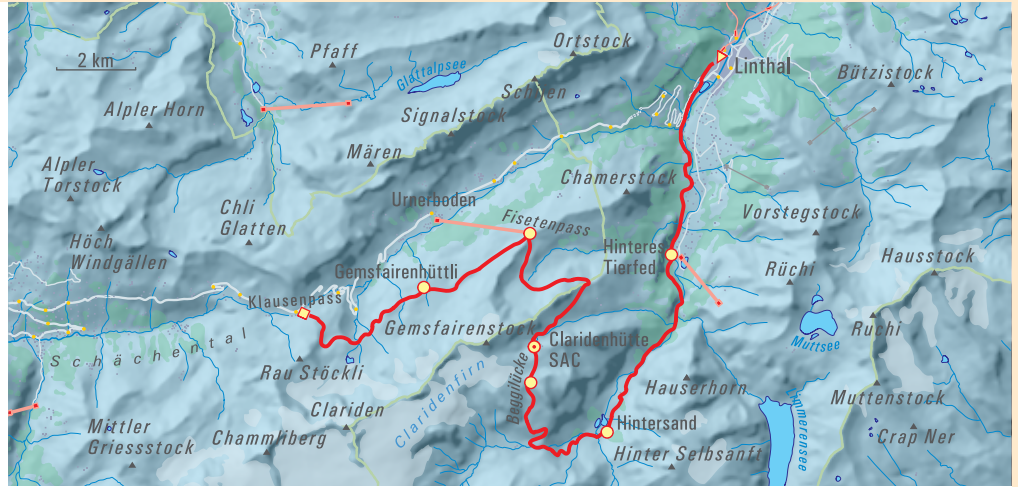 2 km
Pfaff
Ortstock
Glattalpsee
Linthal
Bützistock
Schijen
Alpler Horn
Signalstock
Mären
Alpler
Torstock
Chamerstock
Urnerboden
Fisetenpass
Chli
Glatten
Vorstegstock
Höch
Windgällen
Hinteres
Tierfed
Hausstock
Gemsfairenhüttli
Rüchi
Klausenpass
Gemsfairenstock
Ruchi
Muttsee
Schächental
Claridenhütte
SAC
Rau Stöckli
Claridenfirn
Beggilücke
Hauserhorn
Muttenstock
Clariden
Hintersand
Mittler
Griessstock
Chammliberg
Crap Ner
Hinter Selbsanft